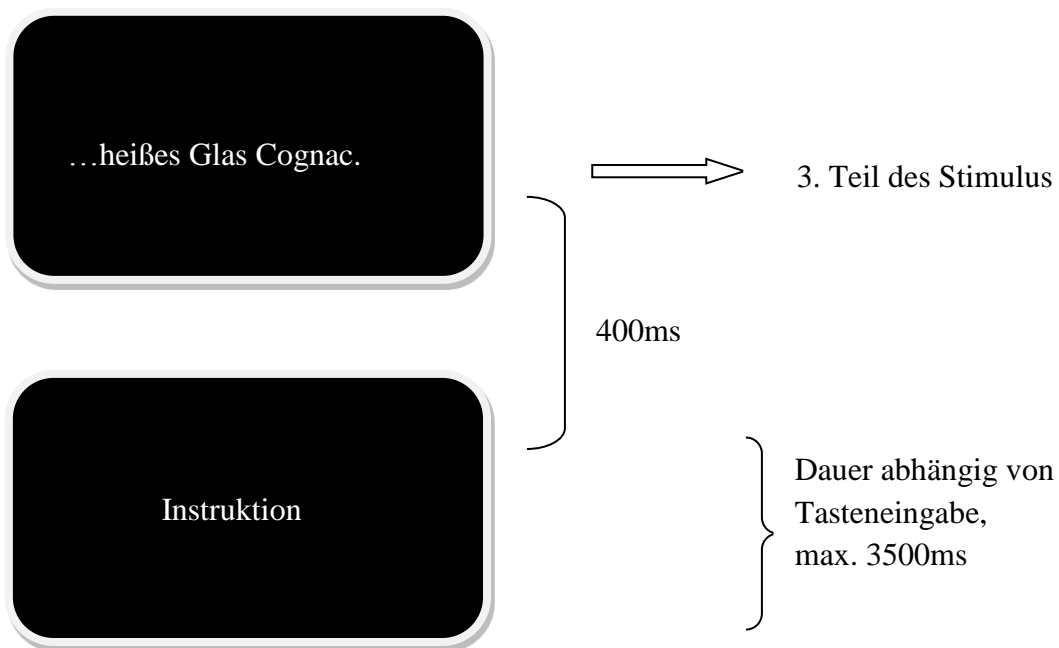 …heißes Glas Cognac.
3. Teil des Stimulus
400ms
Instruktion
Dauer abhängig von
Tasteneingabe,
max. 3500ms